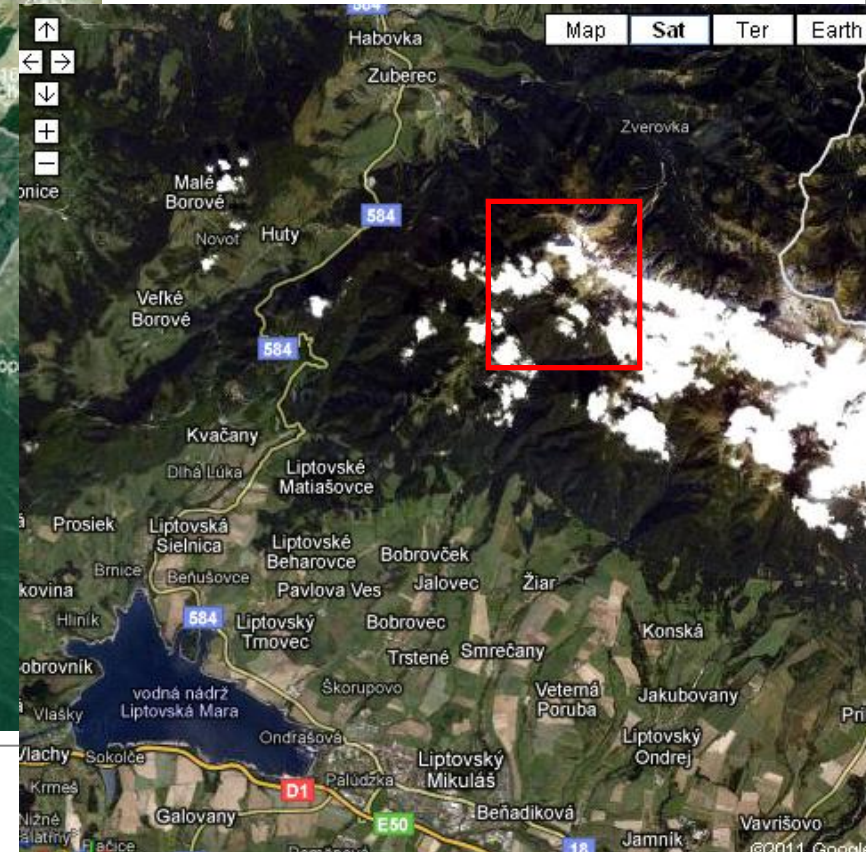 584
Map Sat Ter Earth
Habovka
Zuberec
Zverovka
Malé
Borové
584
Novoť Huty
Veľké
Borové
584
Kvačany
Dlhá Lúka
Liptovské
Matiašovce
Prosiek
Liptovská
Sielnica
Liptovské
Beharovce
Bobrovček
Brnice
Beňušovce
Pavlova Ves
Jalovec
Žiar
kovina
Hliník
584
Liptovský
Trnovec
Bobrovec
Konská
Trstené
Smrečany
obrovník
vodná nádrž
Liptovská Mara
Škorupovo
Veterná
Poruba
Jakubovany
Vlašky
Ondrašová
Liptovský
Ondrej
Vlachy
Sokolče
Liptovský
Mikuláš
Palúdzka
Krmeš
D1
Galovany
E50
Beňadiková
Nižné
18
Jamník
Vavrišovo
©2011 Google